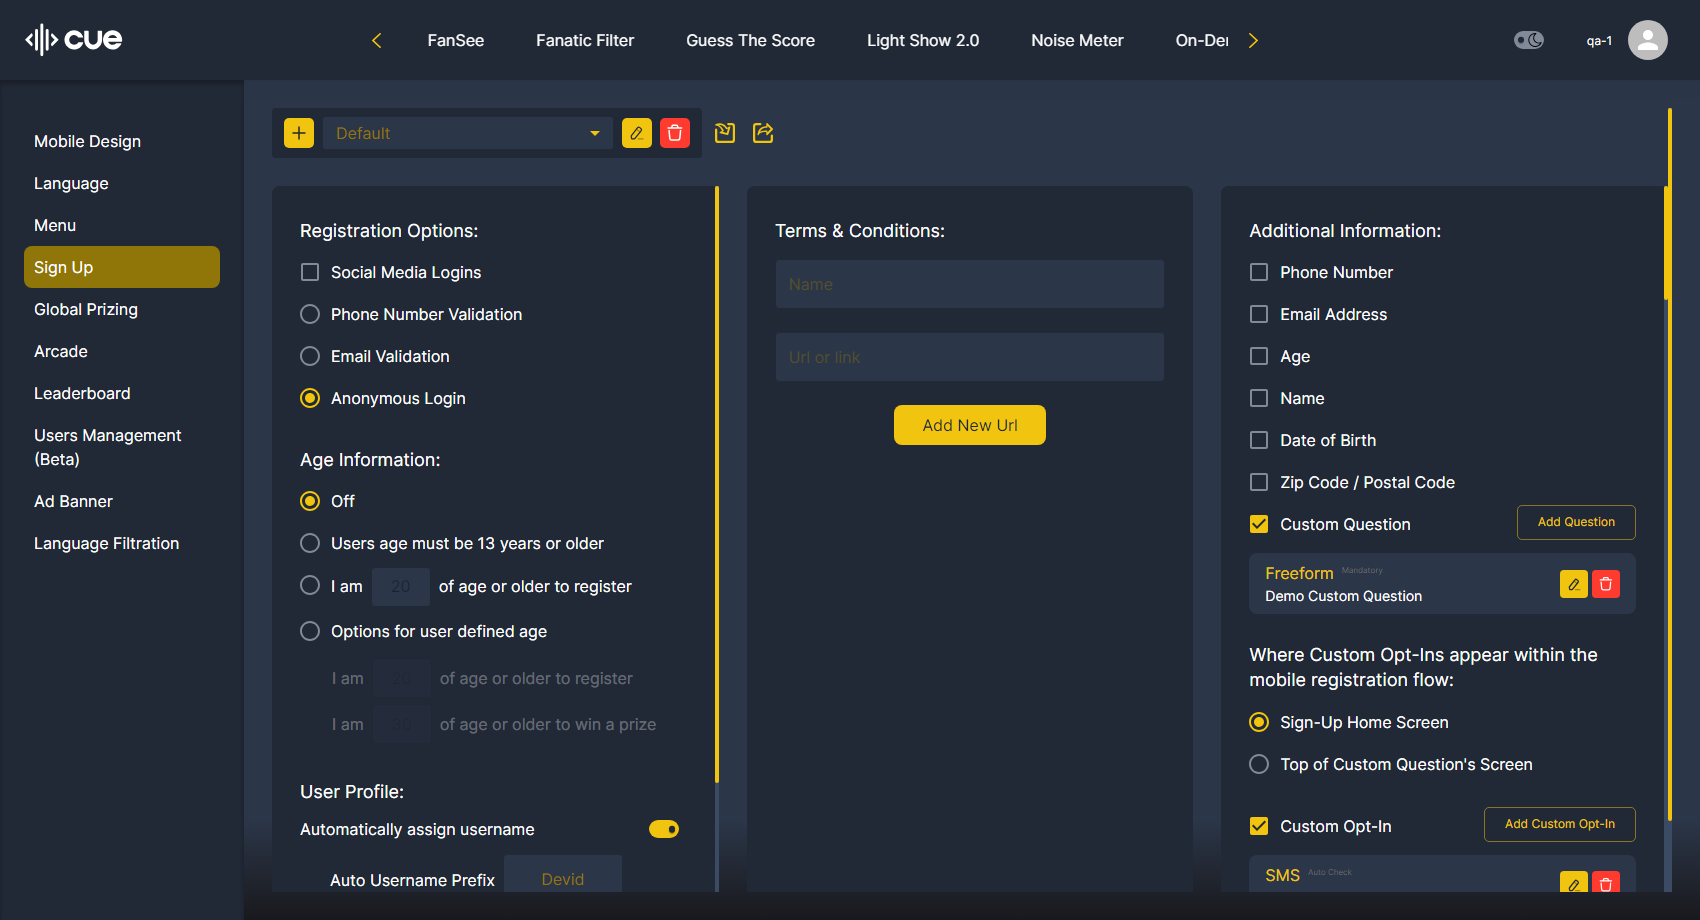 cue
FanSee
Fanatic Filter
Guess The Score
Light Show 2.0
Noise Meter
On-De
qa-1
Mobile Design
Language
Menu
Sign Up
Global Prizing
Arcade
Leaderboard
Users Management
(Beta)
Ad Banner
Language Filtration
Default
Registration Options:
Social Media Logins
Phone Number Validation
Email Validation
Anonymous Login
Age Information:
Off
Users age must be 13 years or older
I am 20 of age or older to register
Options for user defined age
I am 20 of age or older to register
I am of age or older to win a prize
User Profile:
Automatically assign username
Auto Username Prefix Devid
Terms & Conditions:
Name
Url or link
Add New Url
Additional Information:
Phone Number
Email Address
Age
Name
Date of Birth
Zip Code / Postal Code
Custom Question
Add Question
Freeform Mandatory
Demo Custom Question
Where Custom Opt-Ins appear within the
mobile registration flow:
Sign-Up Home Screen
Top of Custom Question's Screen
Custom Opt-In
Add Custom Opt-In
SMS Auto Check